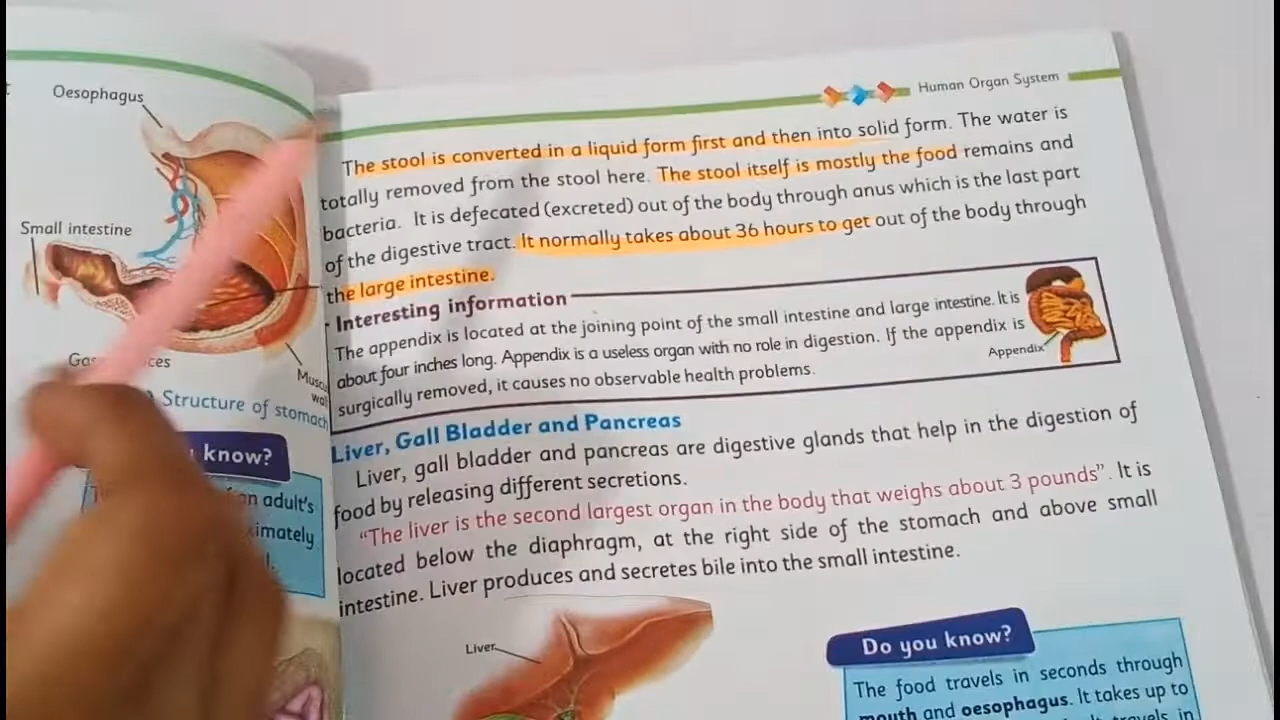 Oesophagus
Small intestine
Structure of stomach
know?
an adult's
Human Organ System
The stool is converted in a liquid form first and then into solid form. The water is
totally removed from the stool here. The stool itself is mostly the food remains and
bacteria. It is defecated (excreted) out of the body through anus which is the last part
of the digestive tract. It normally takes about 36 hours to get out of the body through
the large intestine.
Interesting information
The appendix is located at the joining point of the small intestine and large intestine. It is
about four inches long. Appendix is a useless organ with no role in digestion. If the appendix is
surgically removed, it causes no observable health problems.
Appendix
Liver, Gall Bladder and Pancreas
Liver, gall bladder and pancreas are digestive glands that help in the digestion of
food by releasing different secretions.
“The liver is the second largest organ in the body that weighs about 3 pounds”. It is
located below the diaphragm, at the right side of the stomach and above small
intestine. Liver produces and secretes bile into the small intestine.
Liver
Do you know?
The food travels in seconds through
mouth and oesophagus. It takes up to
travels in